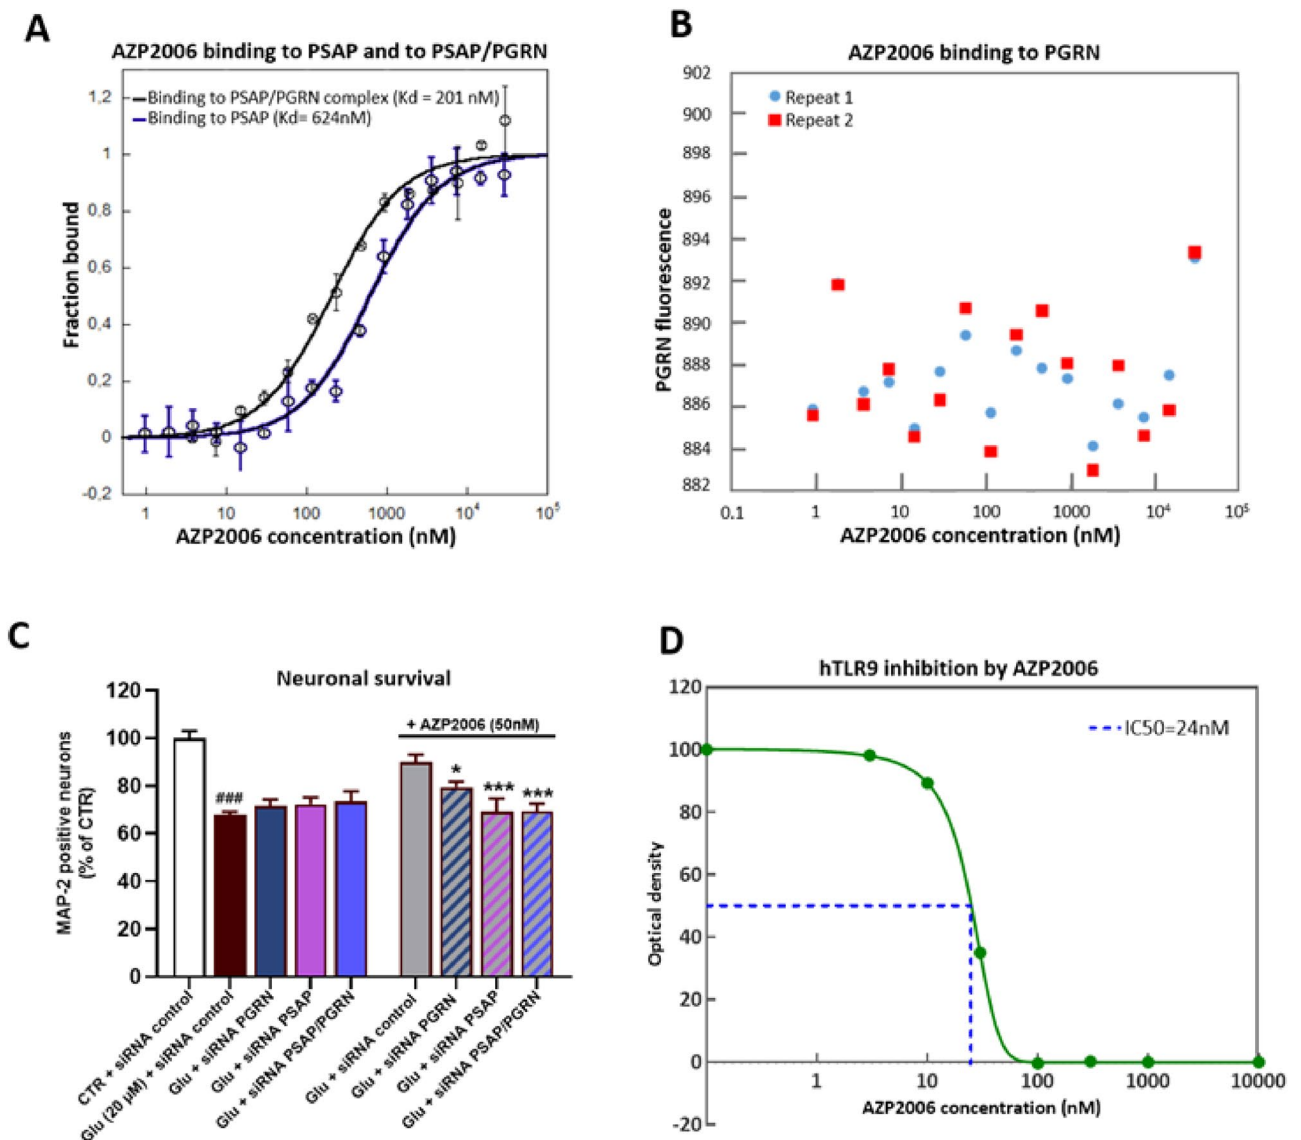 A
AZP2006 binding to PSAP and to PSAP/PGRN
Binding to PSAP/PGRN complex (Kd = 201 nM)
Binding to PSAP (Kd= 624nM)
Fraction bound
1,2
1
0,8
0,6
0,4
0,2
0
-0,2
1
10
100
1000
10⁴
10⁵
AZP2006 concentration (nM)
B
AZP2006 binding to PGRN
Repeat 1
Repeat 2
PGRN fluorescence
902
900
898
896
894
892
890
888
886
884
882
0.1
1
10
100
1000
10⁴
10⁵
AZP2006 concentration (nM)
C
Neuronal survival
+ AZP2006 (50nM)
MAP-2 positive neurons
(% of CTR)
120
100
80
60
40
20
0
###
*
***
***
CTR + siRNA control
Glu (20 µM) + siRNA control
Glu + siRNA PGRN
Glu + siRNA PSAP
Glu + siRNA PSAP/PGRN
Glu + siRNA control
Glu + siRNA PGRN
Glu + siRNA PSAP
Glu + siRNA PSAP/PGRN
D
hTLR9 inhibition by AZP2006
IC50=24nM
Optical density
120
100
80
60
40
20
0
-20
1
10
100
1000
10000
AZP2006 concentration (nM)